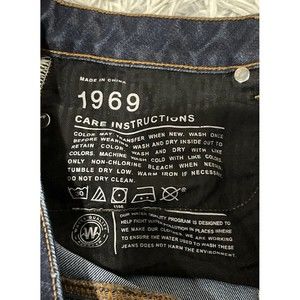 MADE IN CHINA
1969
CARE INSTRUCTIONS
COLOR MAY TRANSFER WHEN NEW. WASH ONCE
BEFORE WEARING. WASH AND DRY INSIDE OUT TO
RETAIN COLOR. WASH AND DRY WITH LIKE
COLORS. MACHINE WASH COLD WITH LIKE COLORS
ONLY NON-CHLORINE BLEACH WHEN NEEDED
TUMBLE DRY LOW. WARM IRON IF NECESSARY
DO NOT DRY CLEAN.
WATER QUALITY
W
OUR WATER QUALITY PROGRAM IS DESIGNED TO
HELP FIGHT WATER POLLUTION IN PLACES WHERE
WE MAKE OUR CLOTHES. WE ARE WORKING
TO ENSURE THE WATER USED TO WASH THESE
JEANS DOES NOT HARM THE ENVIRONMENT.